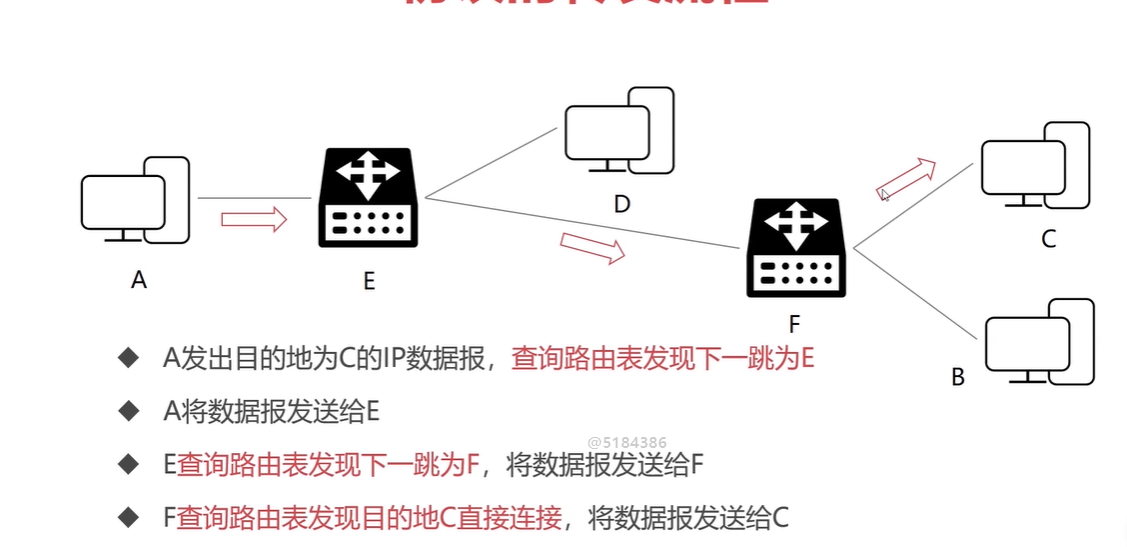 D
C
A
E
F
B
◆ A发出目的地为C的IP数据报，查询路由表发现下一跳为E
◆ A将数据报发送给E
@5184386
◆ E查询路由表发现下一跳为F，将数据报发送给F
◆ F查询路由表发现目的地C直接连接，将数据报发送给C